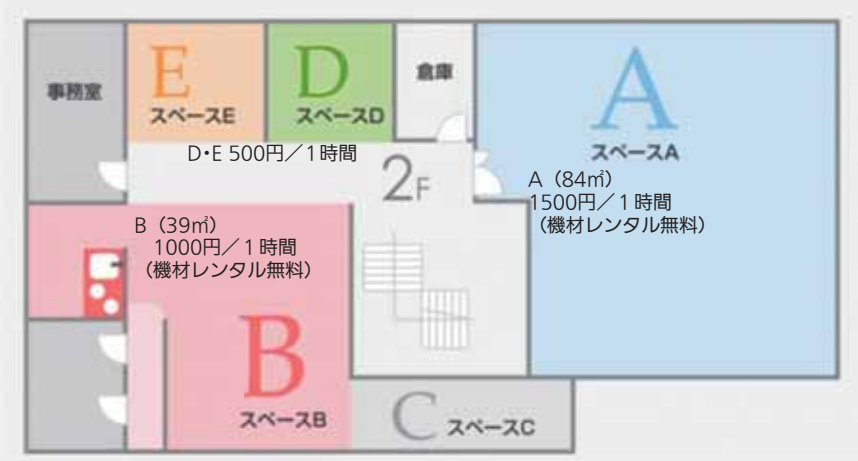 事務室
E
スペースE
D
スペースD
倉庫
A
スペースA
D・E 500円／1時間
2F
A（84㎡）
1500円／1時間
（機材レンタル無料）
B（39㎡）
1000円／1時間
（機材レンタル無料）
B
スペースB
C
スペースC